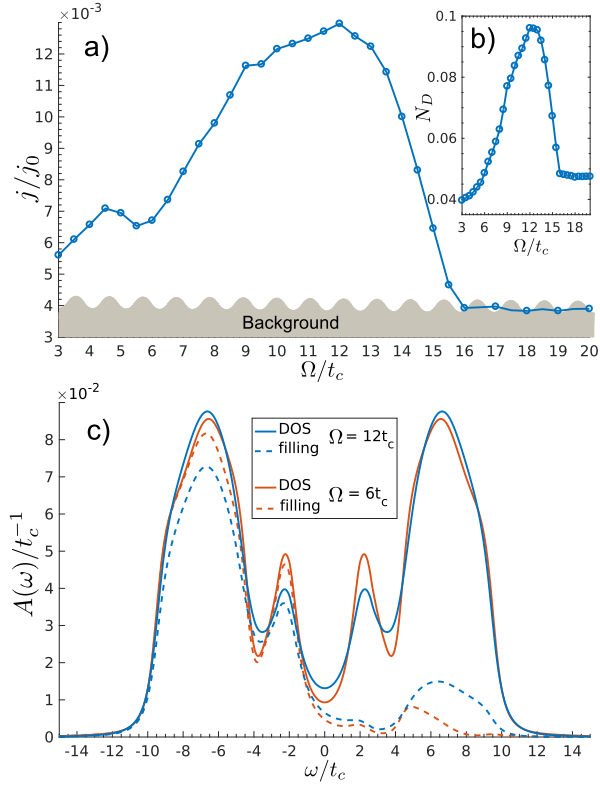 ×10⁻³
a)
12
11
10
9
8
7
6
5
4
3
j/j₀
Background
3 4 5 6 7 8 9 10 11 12 13 14 15 16 17 18 19 20
Ω/t_c
b)
0.1
0.08
0.06
0.04
N_D
3 6 9 12 15 18
Ω/t_c
×10⁻²
c)
8
7
6
5
4
3
2
1
0
A(ω)/t_c⁻¹
DOS
filling
Ω = 12t_c
DOS
filling
Ω = 6t_c
-14 -12 -10 -8 -6 -4 -2 0 2 4 6 8 10 12 14
ω/t_c